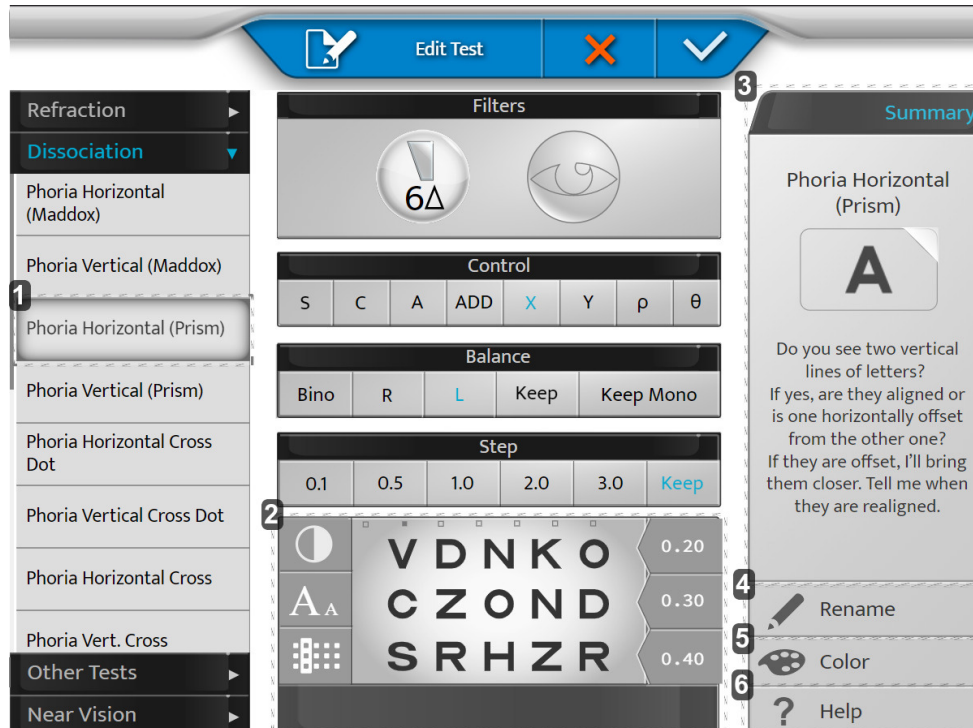 Edit Test
3
Refraction
Dissociation
Phoria Horizontal
(Maddox)
Phoria Vertical (Maddox)
1
Phoria Horizontal (Prism)
Phoria Vertical (Prism)
Phoria Horizontal Cross
Dot
Phoria Vertical Cross Dot
Phoria Horizontal Cross
Phoria Vert. Cross
Other Tests
Near Vision
Filters
6Δ
Control
S C A ADD X Y ρ θ
Balance
Bino R L Keep Keep Mono
Step
0.1 0.5 1.0 2.0 3.0 Keep
2
V D N K O 0.20
A A C Z O N D 0.30
S R H Z R 0.40
Summary
Phoria Horizontal
(Prism)
A
Do you see two vertical
lines of letters?
If yes, are they aligned or
is one horizontally offset
from the other one?
If they are offset, I'll bring
them closer. Tell me when
they are realigned.
4
Rename
5
Color
6
? Help